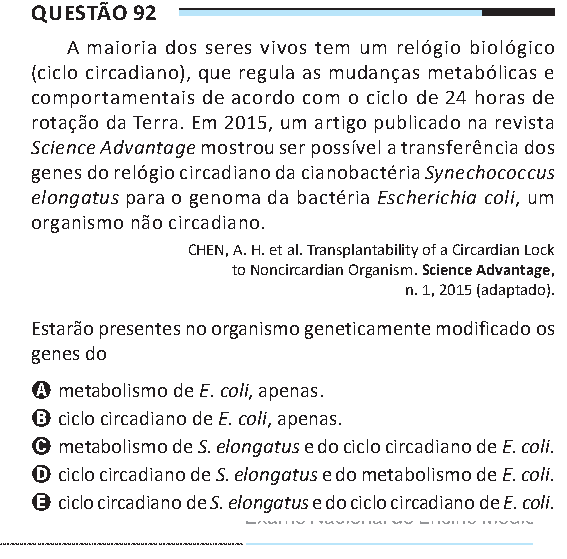 QUESTÃO 92
A maioria dos seres vivos tem um relógio biológico
(ciclo circadiano), que regula as mudanças metabólicas e
comportamentais de acordo com o ciclo de 24 horas de
rotação da Terra. Em 2015, um artigo publicado na revista
Science Advantage mostrou ser possível a transferência dos
genes do relógio circadiano da cianobactéria Synechococcus
elongatus para o genoma da bactéria Escherichia coli, um
organismo não circadiano.
CHEN, A. H. et al. Transplantability of a Circardian Lock
to Noncircardian Organism. Science Advantage,
n. 1, 2015 (adaptado).
Estarão presentes no organismo geneticamente modificado os
genes do
A metabolismo de E. coli, apenas.
B ciclo circadiano de E. coli, apenas.
C metabolismo de S. elongatus e do ciclo circadiano de E. coli.
D ciclo circadiano de S. elongatus e do metabolismo de E. coli.
E ciclo circadiano de S. elongatus e do ciclo circadiano de E. coli.